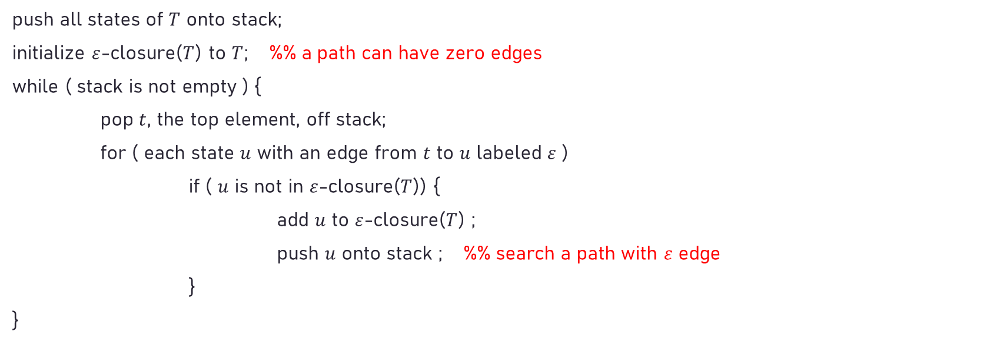 push all states of T onto stack;
initialize ε-closure(T) to T; %% a path can have zero edges
while ( stack is not empty ) {
pop t, the top element, off stack;
for ( each state u with an edge from t to u labeled ε )
if ( u is not in ε-closure(T)) {
add u to ε-closure(T) ;
push u onto stack ; %% search a path with ε edge
}
}